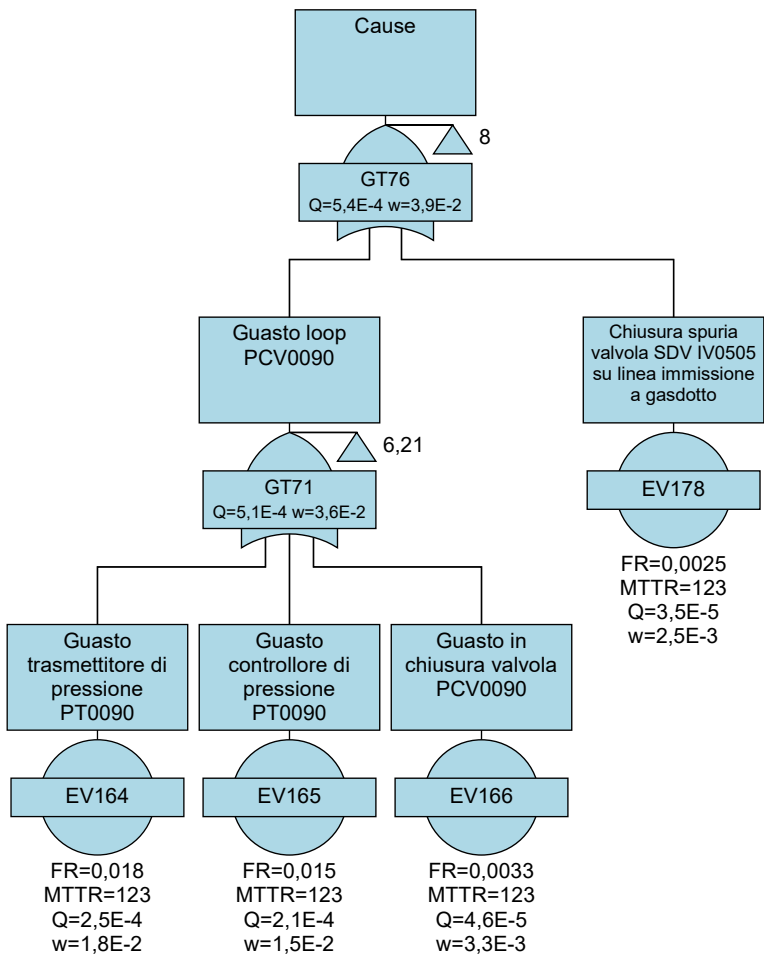 Cause
8
GT76
Q=5,4E-4 w=3,9E-2
Guasto loop
PCV0090
Chiusura spuria
valvola SDV IV0505
su linea immissione
a gasdotto
6,21
GT71
Q=5,1E-4 w=3,6E-2
EV178
FR=0,0025
MTTR=123
Q=3,5E-5
w=2,5E-3
Guasto
trasmettitore di
pressione
PT0090
Guasto
controllore di
pressione
PT0090
Guasto in
chiusura valvola
PCV0090
EV164
EV165
EV166
FR=0,018
MTTR=123
Q=2,5E-4
w=1,8E-2
FR=0,015
MTTR=123
Q=2,1E-4
w=1,5E-2
FR=0,0033
MTTR=123
Q=4,6E-5
w=3,3E-3